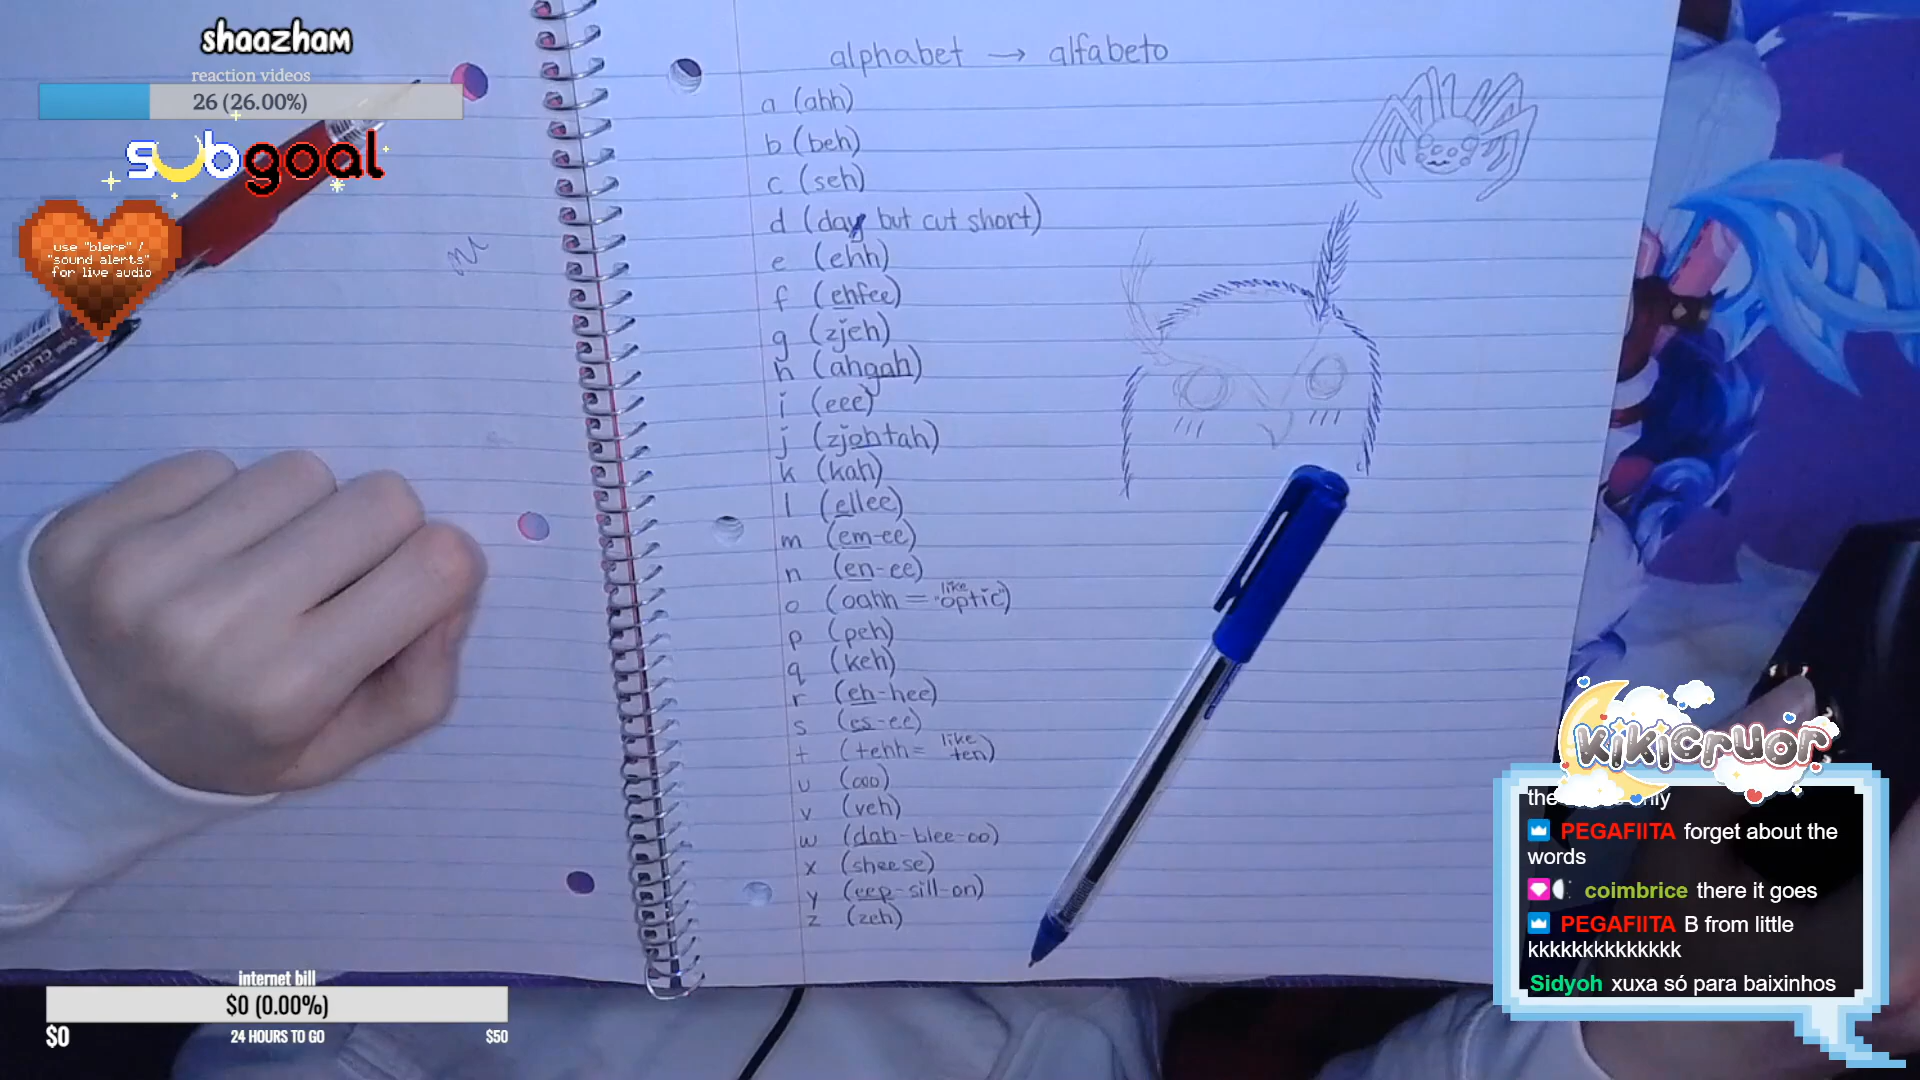 shaazham
reaction videos
26 (26.00%)
subgoal
use "blerp" /
"sound alerts"
for live audio
alphabet → alfabeto
a (ahh)
b (beh)
c (seh)
d (day but cut short)
e (ehh)
f (ehfee)
g (zjeh)
h (ahgah)
i (eee)
j (zjohtah)
k (kah)
l (ellee)
m (em-ee)
n (en-ee)
o (oahh = like "optic")
p (peh)
q (keh)
r (eh-hee)
s (es-ee)
t (tehh = like ten)
u (ooo)
v (veh)
w (dah-blee-oo)
x (sheese)
y (eep-sill-on)
z (zeh)
kikicruor
PEGAFIITA forget about the
words
coimbrice there it goes
PEGAFIITA B from little
kkkkkkkkkkkkkk
Sidyoh xuxa só para baixinhos
internet bill
$0 (0.00%)
$0 24 HOURS TO GO $50